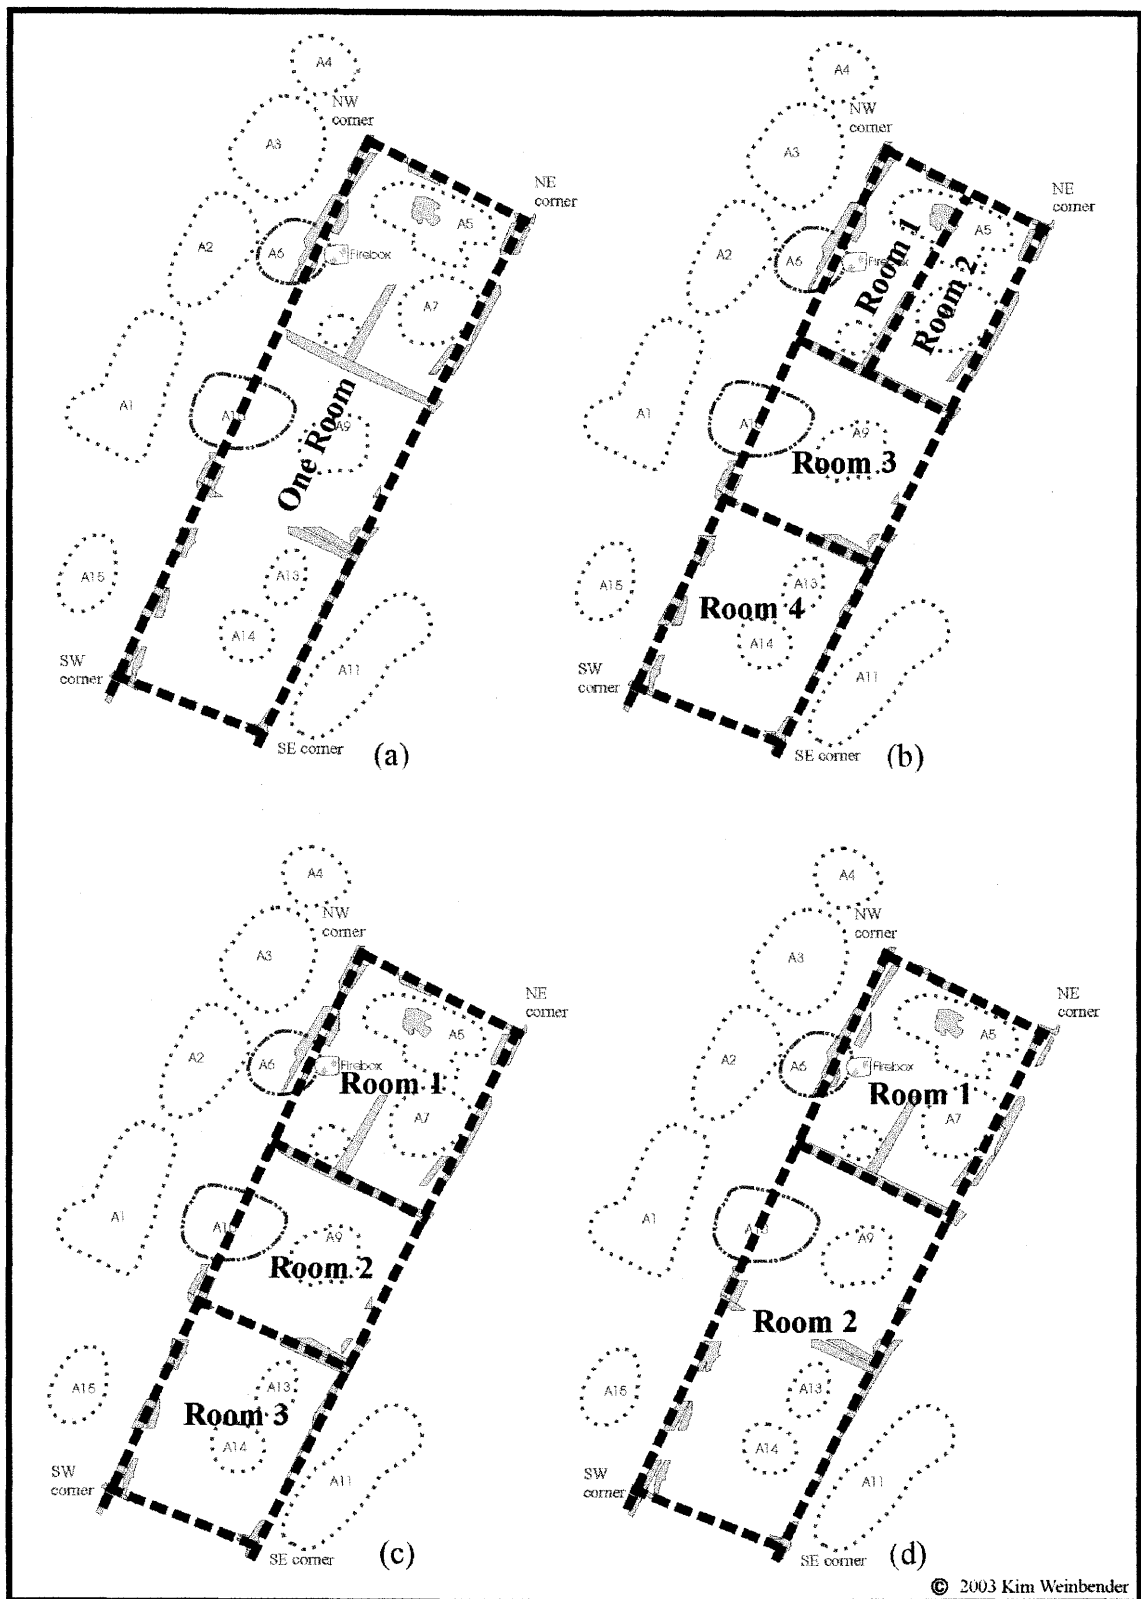 A4
NW
corner
A3
NE
corner
A5
A2
A6
Firebox
A7
A1
A9
One Room
A15
A13
A14
SW
corner
A11
SE corner
(a)
A4
NW
corner
A3
NE
corner
A5
A2
A6
Firebox
Room 1
Room 2
A1
A9
Room 3
A15
A13
Room 4
A14
SW
corner
A11
SE corner
(b)
A4
NW
corner
A3
NE
corner
A5
A2
A6
Firebox
Room 1
A7
A1
A9
Room 2
A15
A13
Room 3
A14
SW
corner
A11
SE corner
(c)
A4
NW
corner
A3
NE
corner
A5
A2
A6
Firebox
Room 1
A7
A1
A9
Room 2
A15
A13
A14
SW
corner
A11
SE corner
(d)
© 2003 Kim Weinbender